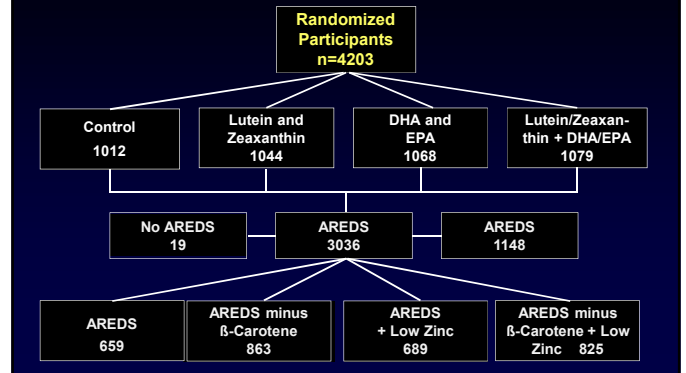 Randomized
Participants
n=4203
Control
1012
Lutein and
Zeaxanthin
1044
DHA and
EPA
1068
Lutein/Zeaxan-
thin + DHA/EPA
1079
No AREDS
19
AREDS
3036
AREDS
1148
AREDS
659
AREDS minus
ß-Carotene
863
AREDS
+ Low Zinc
689
AREDS minus
ß-Carotene + Low
Zinc 825